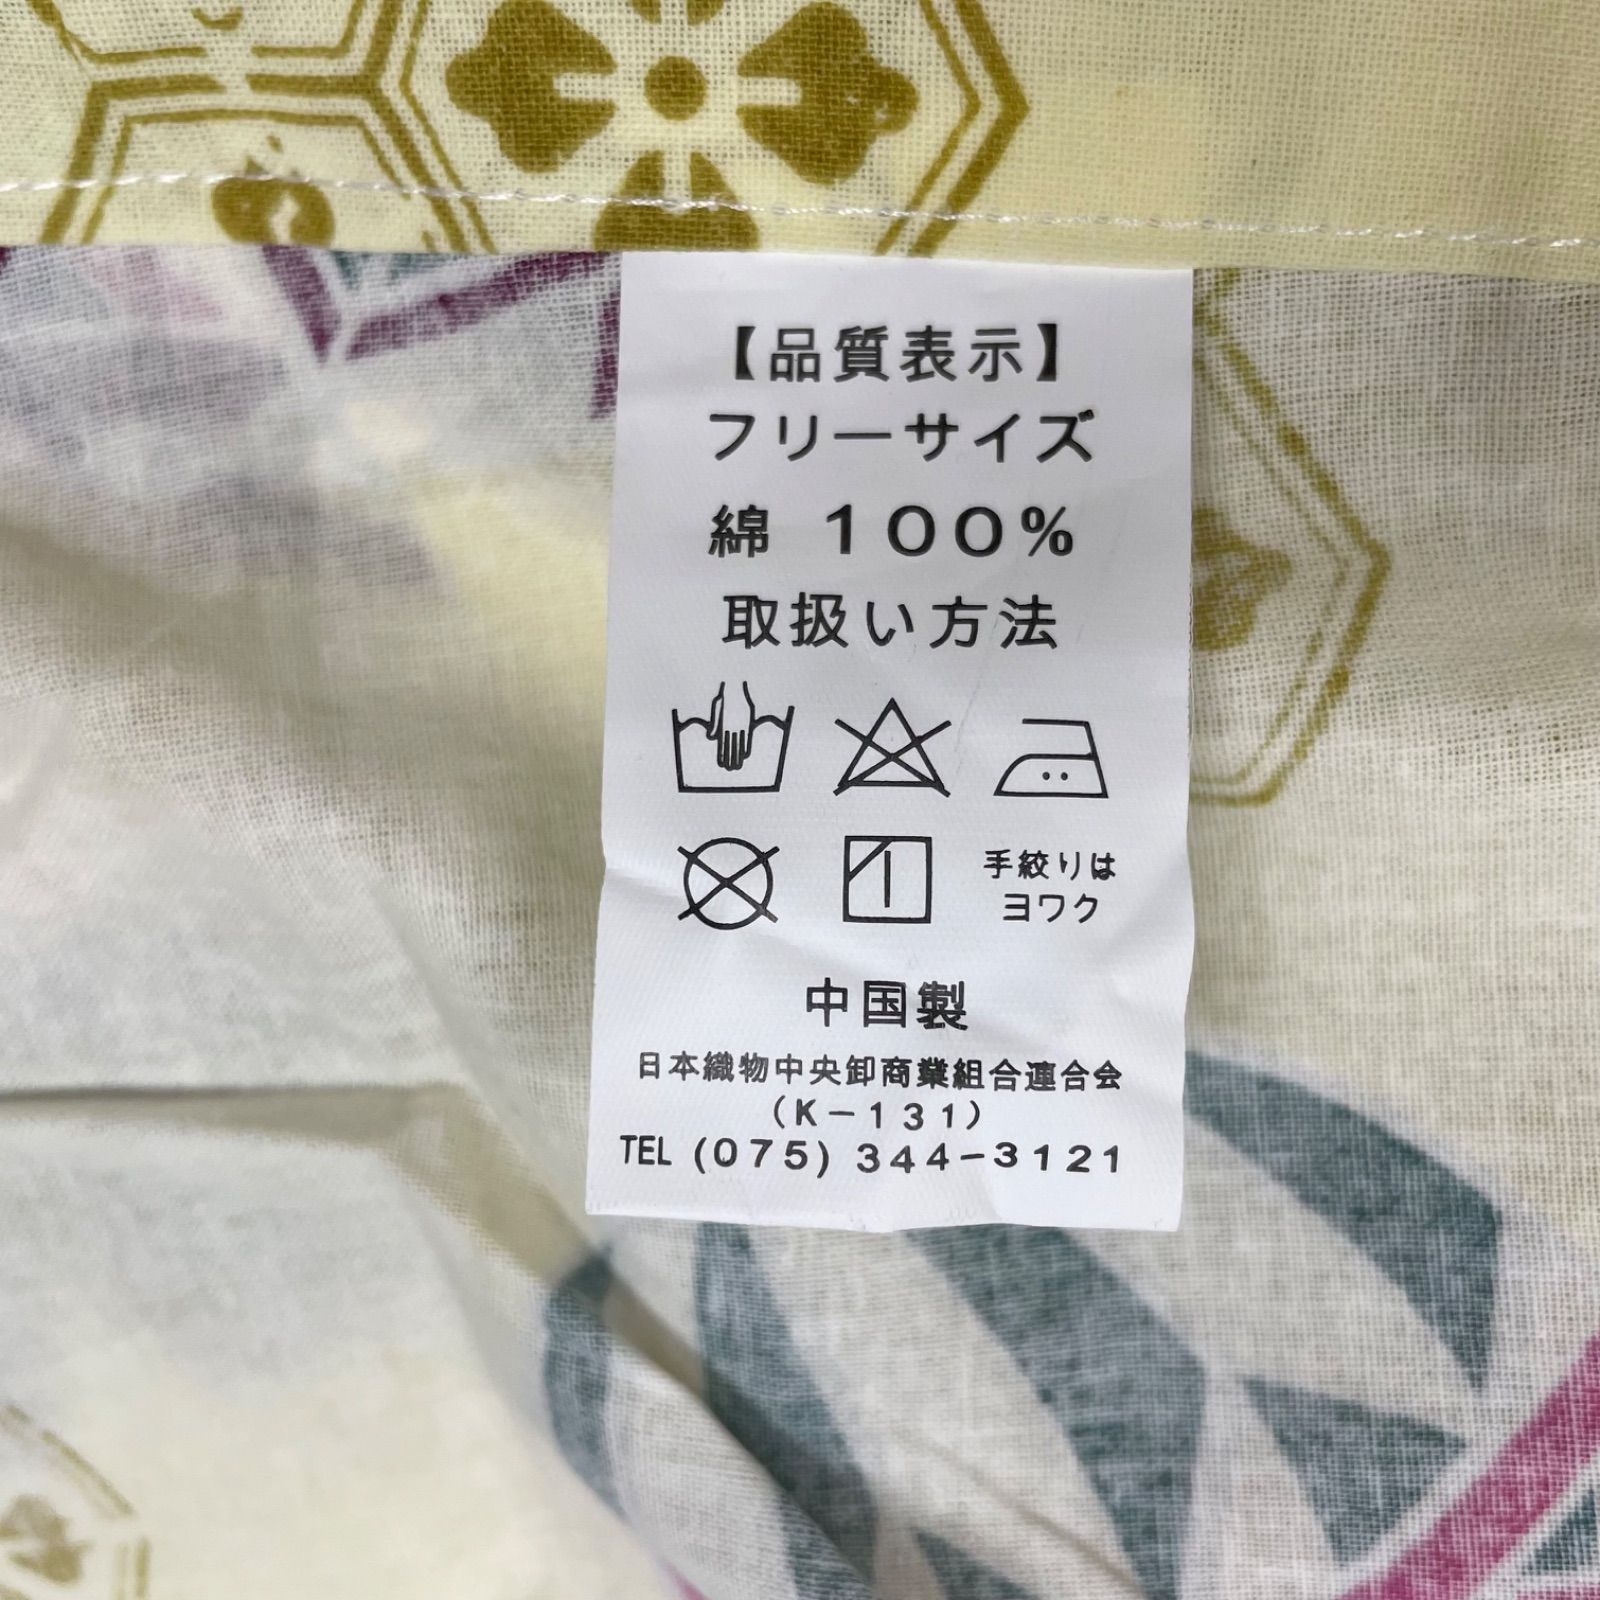 【品質表示】
フリーサイズ
綿 100%
取扱い方法
手絞りは
ヨワク
中国製
日本織物中央卸商業組合連合会
(K-131)
TEL (075) 344-3121